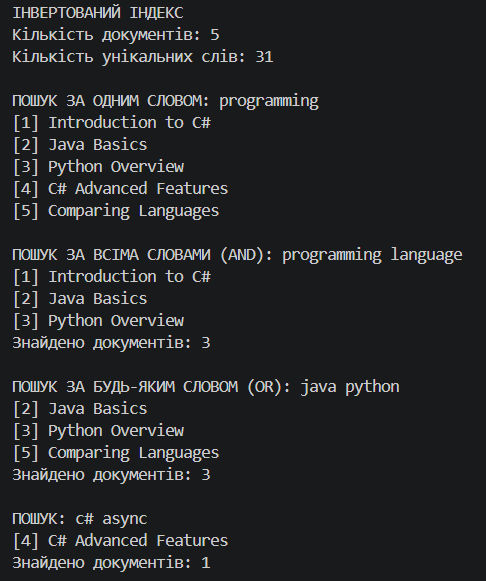 ІНВЕРТОВАНИЙ ІНДЕКС
Кількість документів: 5
Кількість унікальних слів: 31
ПОШУК ЗА ОДНИМ СЛОВОМ: programming
[1] Introduction to C#
[2] Java Basics
[3] Python Overview
[4] C# Advanced Features
[5] Comparing Languages
ПОШУК ЗА ВСІМА СЛОВАМИ (AND): programming language
[1] Introduction to C#
[2] Java Basics
[3] Python Overview
Знайдено документів: 3
ПОШУК ЗА БУДЬ-ЯКИМ СЛОВОМ (OR): java python
[2] Java Basics
[3] Python Overview
[5] Comparing Languages
Знайдено документів: 3
ПОШУК: c# async
[4] C# Advanced Features
Знайдено документів: 1